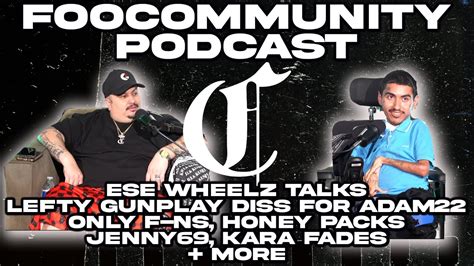 FOOCOMMUNITY
PODCAST
C
ESE WHEELZ TALKS
LEFTY GUNPLAY DISS FOR ADAM22
ONLY F-NS, HONEY PACKS
JENNY69, KARA FADES
+ MORE